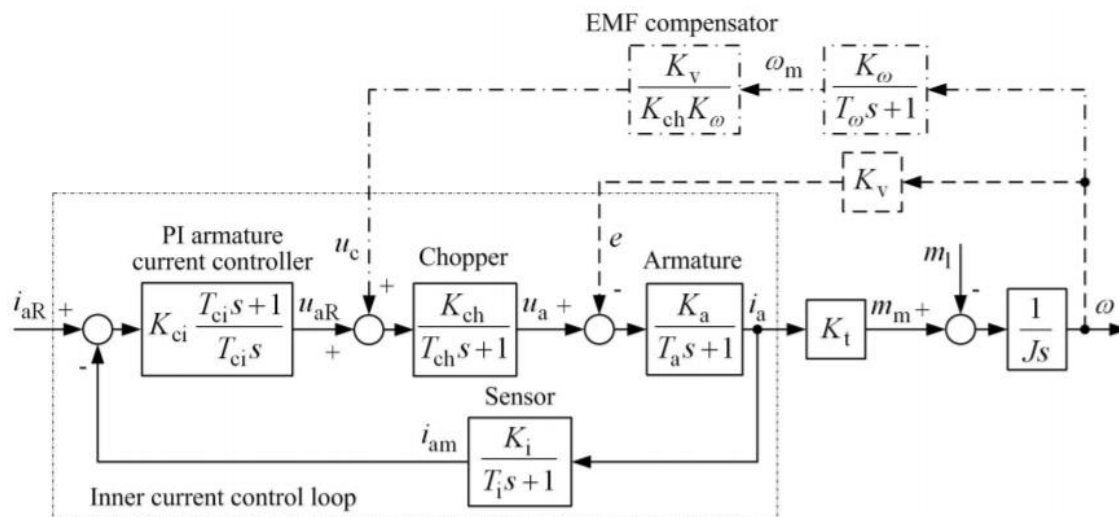 EMF compensator
K_v / (K_ch K_ω)
ω_m
K_ω / (T_ω s + 1)
K_v
PI armature
current controller
u_c
e
Chopper
Armature
m_l
i_aR
+
-
K_ci (T_ci s + 1) / (T_ci s)
u_aR
+
+
K_ch / (T_ch s + 1)
u_a
+
-
K_a / (T_a s + 1)
i_a
K_t
m_m
+
-
1 / (Js)
ω
Sensor
i_am
K_i / (T_i s + 1)
Inner current control loop